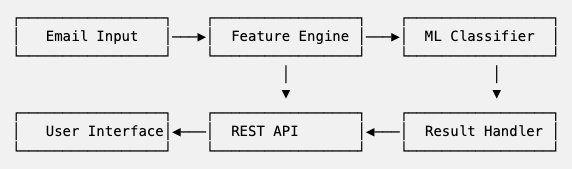 Email Input
Feature Engine
ML Classifier
User Interface
REST API
Result Handler